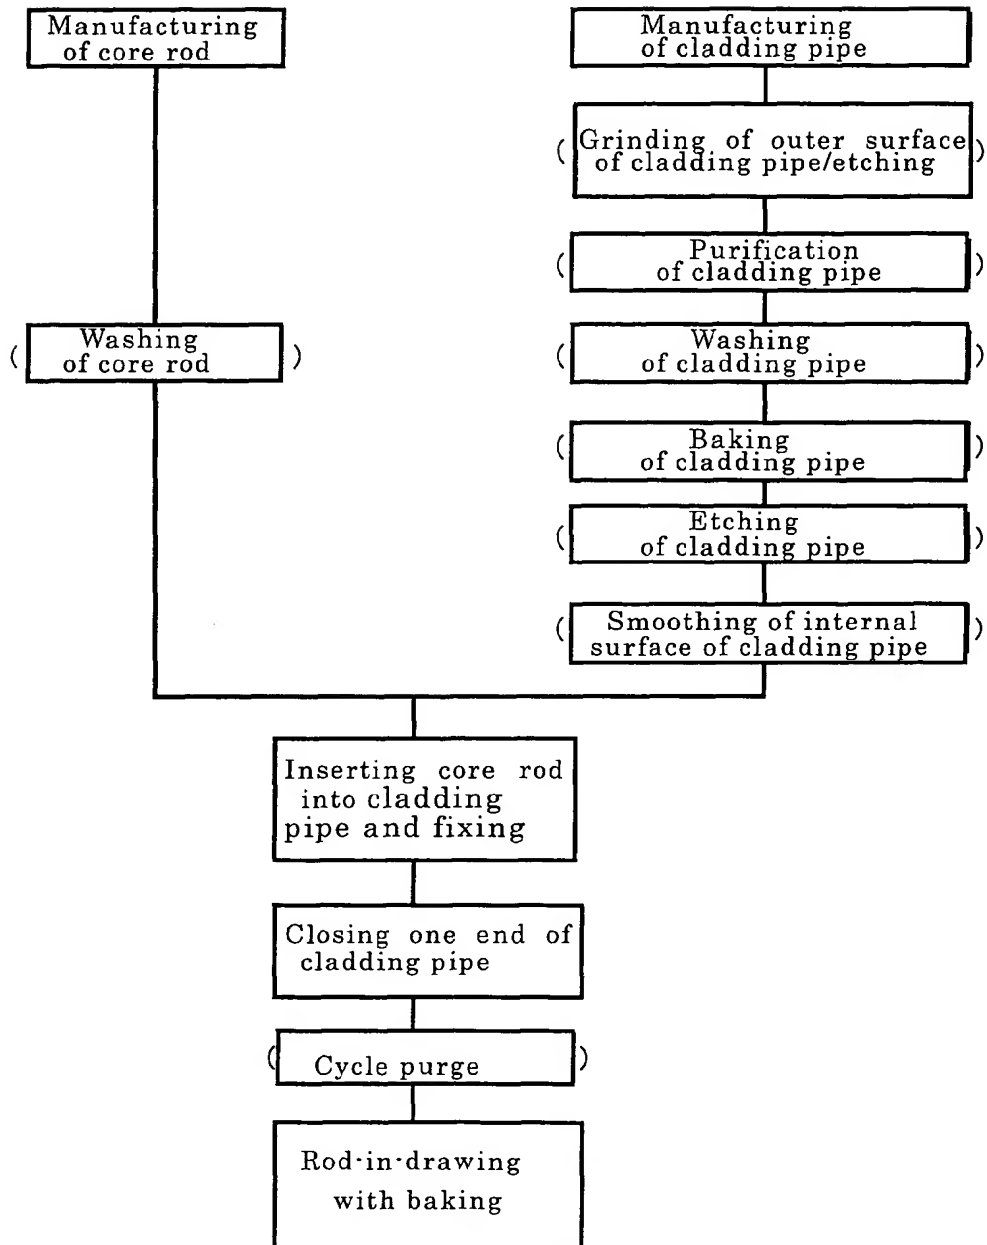 Manufacturing
of core rod
Manufacturing
of cladding pipe
( Grinding of outer surface )
of cladding pipe/etching
( Purification )
of cladding pipe
( Washing )
of core rod
( Washing )
of cladding pipe
( Baking )
of cladding pipe
( Etching )
of cladding pipe
( Smoothing of internal )
surface of cladding pipe
Inserting core rod
into cladding
pipe and fixing
Closing one end of
cladding pipe
( Cycle purge )
Rod-in-drawing
with baking